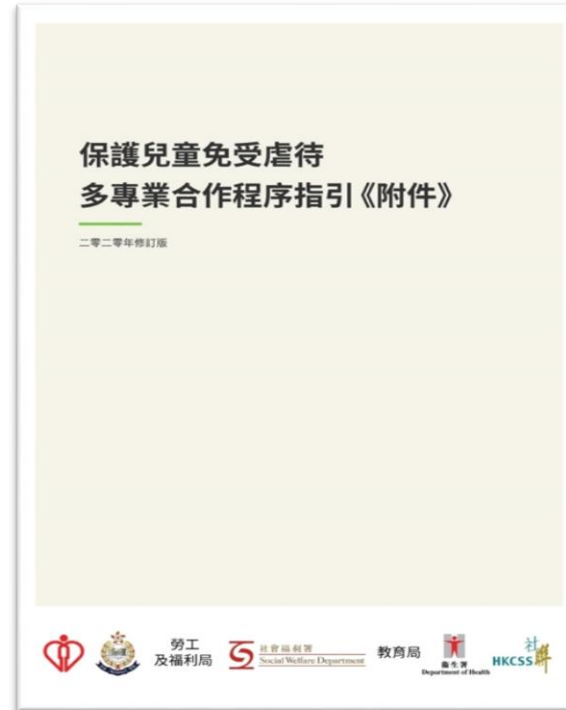 保護兒童免受虐待
多專業合作程序指引《附件》
二零二零年修訂版
勞工
及福利局
社會福利署
Social Welfare Department
教育局
衞生署
Department of Health
社聯
HKCSS